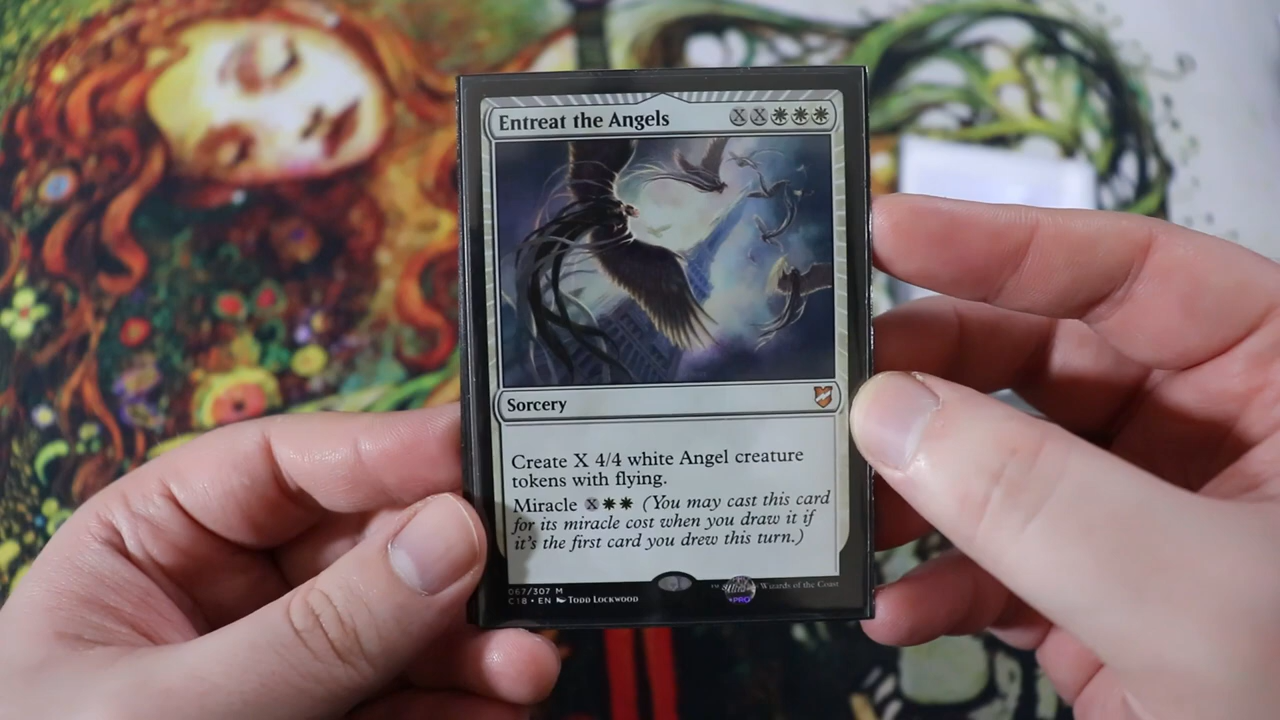 Entreat the Angels XX
Sorcery
Create X 4/4 white Angel creature
tokens with flying.
Miracle X (You may cast this card
for its miracle cost when you draw it if
it's the first card you drew this turn.)
067/307 M
C18 • EN Todd Lockwood
™ Wizards of the Coast